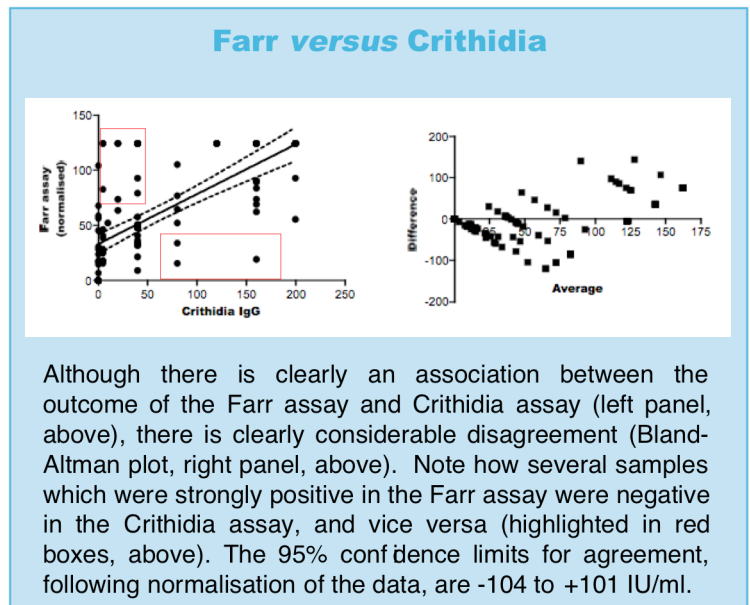 Farr versus Crithidia
150
100
50
0
Farr assay
(normalised)
0 50 100 150 200 250
Crithidia IgG
200
100
0
-100
-200
Difference
25 50 75 100 125 150 175
Average
Although there is clearly an association between the
outcome of the Farr assay and Crithidia assay (left panel,
above), there is clearly considerable disagreement (Bland-
Altman plot, right panel, above). Note how several samples
which were strongly positive in the Farr assay were negative
in the Crithidia assay, and vice versa (highlighted in red
boxes, above). The 95% confidence limits for agreement,
following normalisation of the data, are -104 to +101 IU/ml.